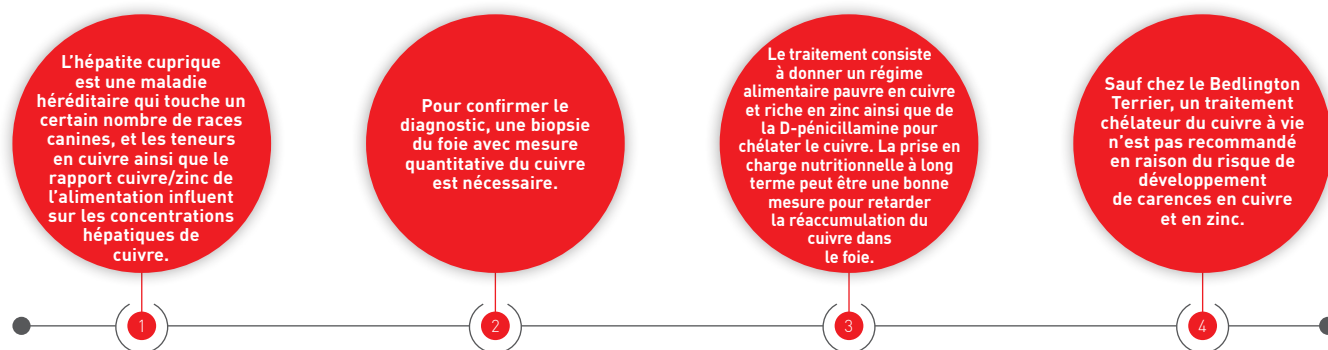 L’hépatite cuprique
est une maladie
héréditaire qui touche un
certain nombre de races
canines, et les teneurs
en cuivre ainsi que le
rapport cuivre/zinc de
l’alimentation influent
sur les concentrations
hépatiques de
cuivre.
Pour confirmer le
diagnostic, une biopsie
du foie avec mesure
quantitative du cuivre
est nécessaire.
Le traitement consiste
à donner un régime
alimentaire pauvre en cuivre
et riche en zinc ainsi que de
la D-pénicillamine pour
chélater le cuivre. La prise en
charge nutritionnelle à long
terme peut être une bonne
mesure pour retarder
la réaccumulation du
cuivre dans
le foie.
Sauf chez le Bedlington
Terrier, un traitement
chélateur du cuivre à vie
n’est pas recommandé
en raison du risque de
développement
de carences en cuivre
et en zinc.
1
2
3
4